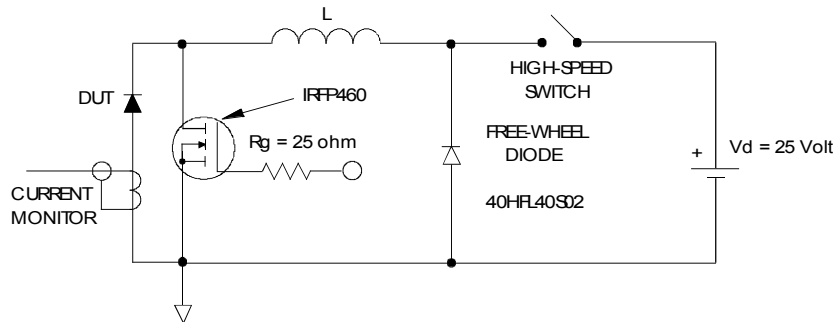 L
HIGH-SPEED
SWITCH
DUT
IRFP460
Rg = 25 ohm
FREE-WHEEL
DIODE
+
Vd = 25 Volt
40HFL40S02
CURRENT
MONITOR